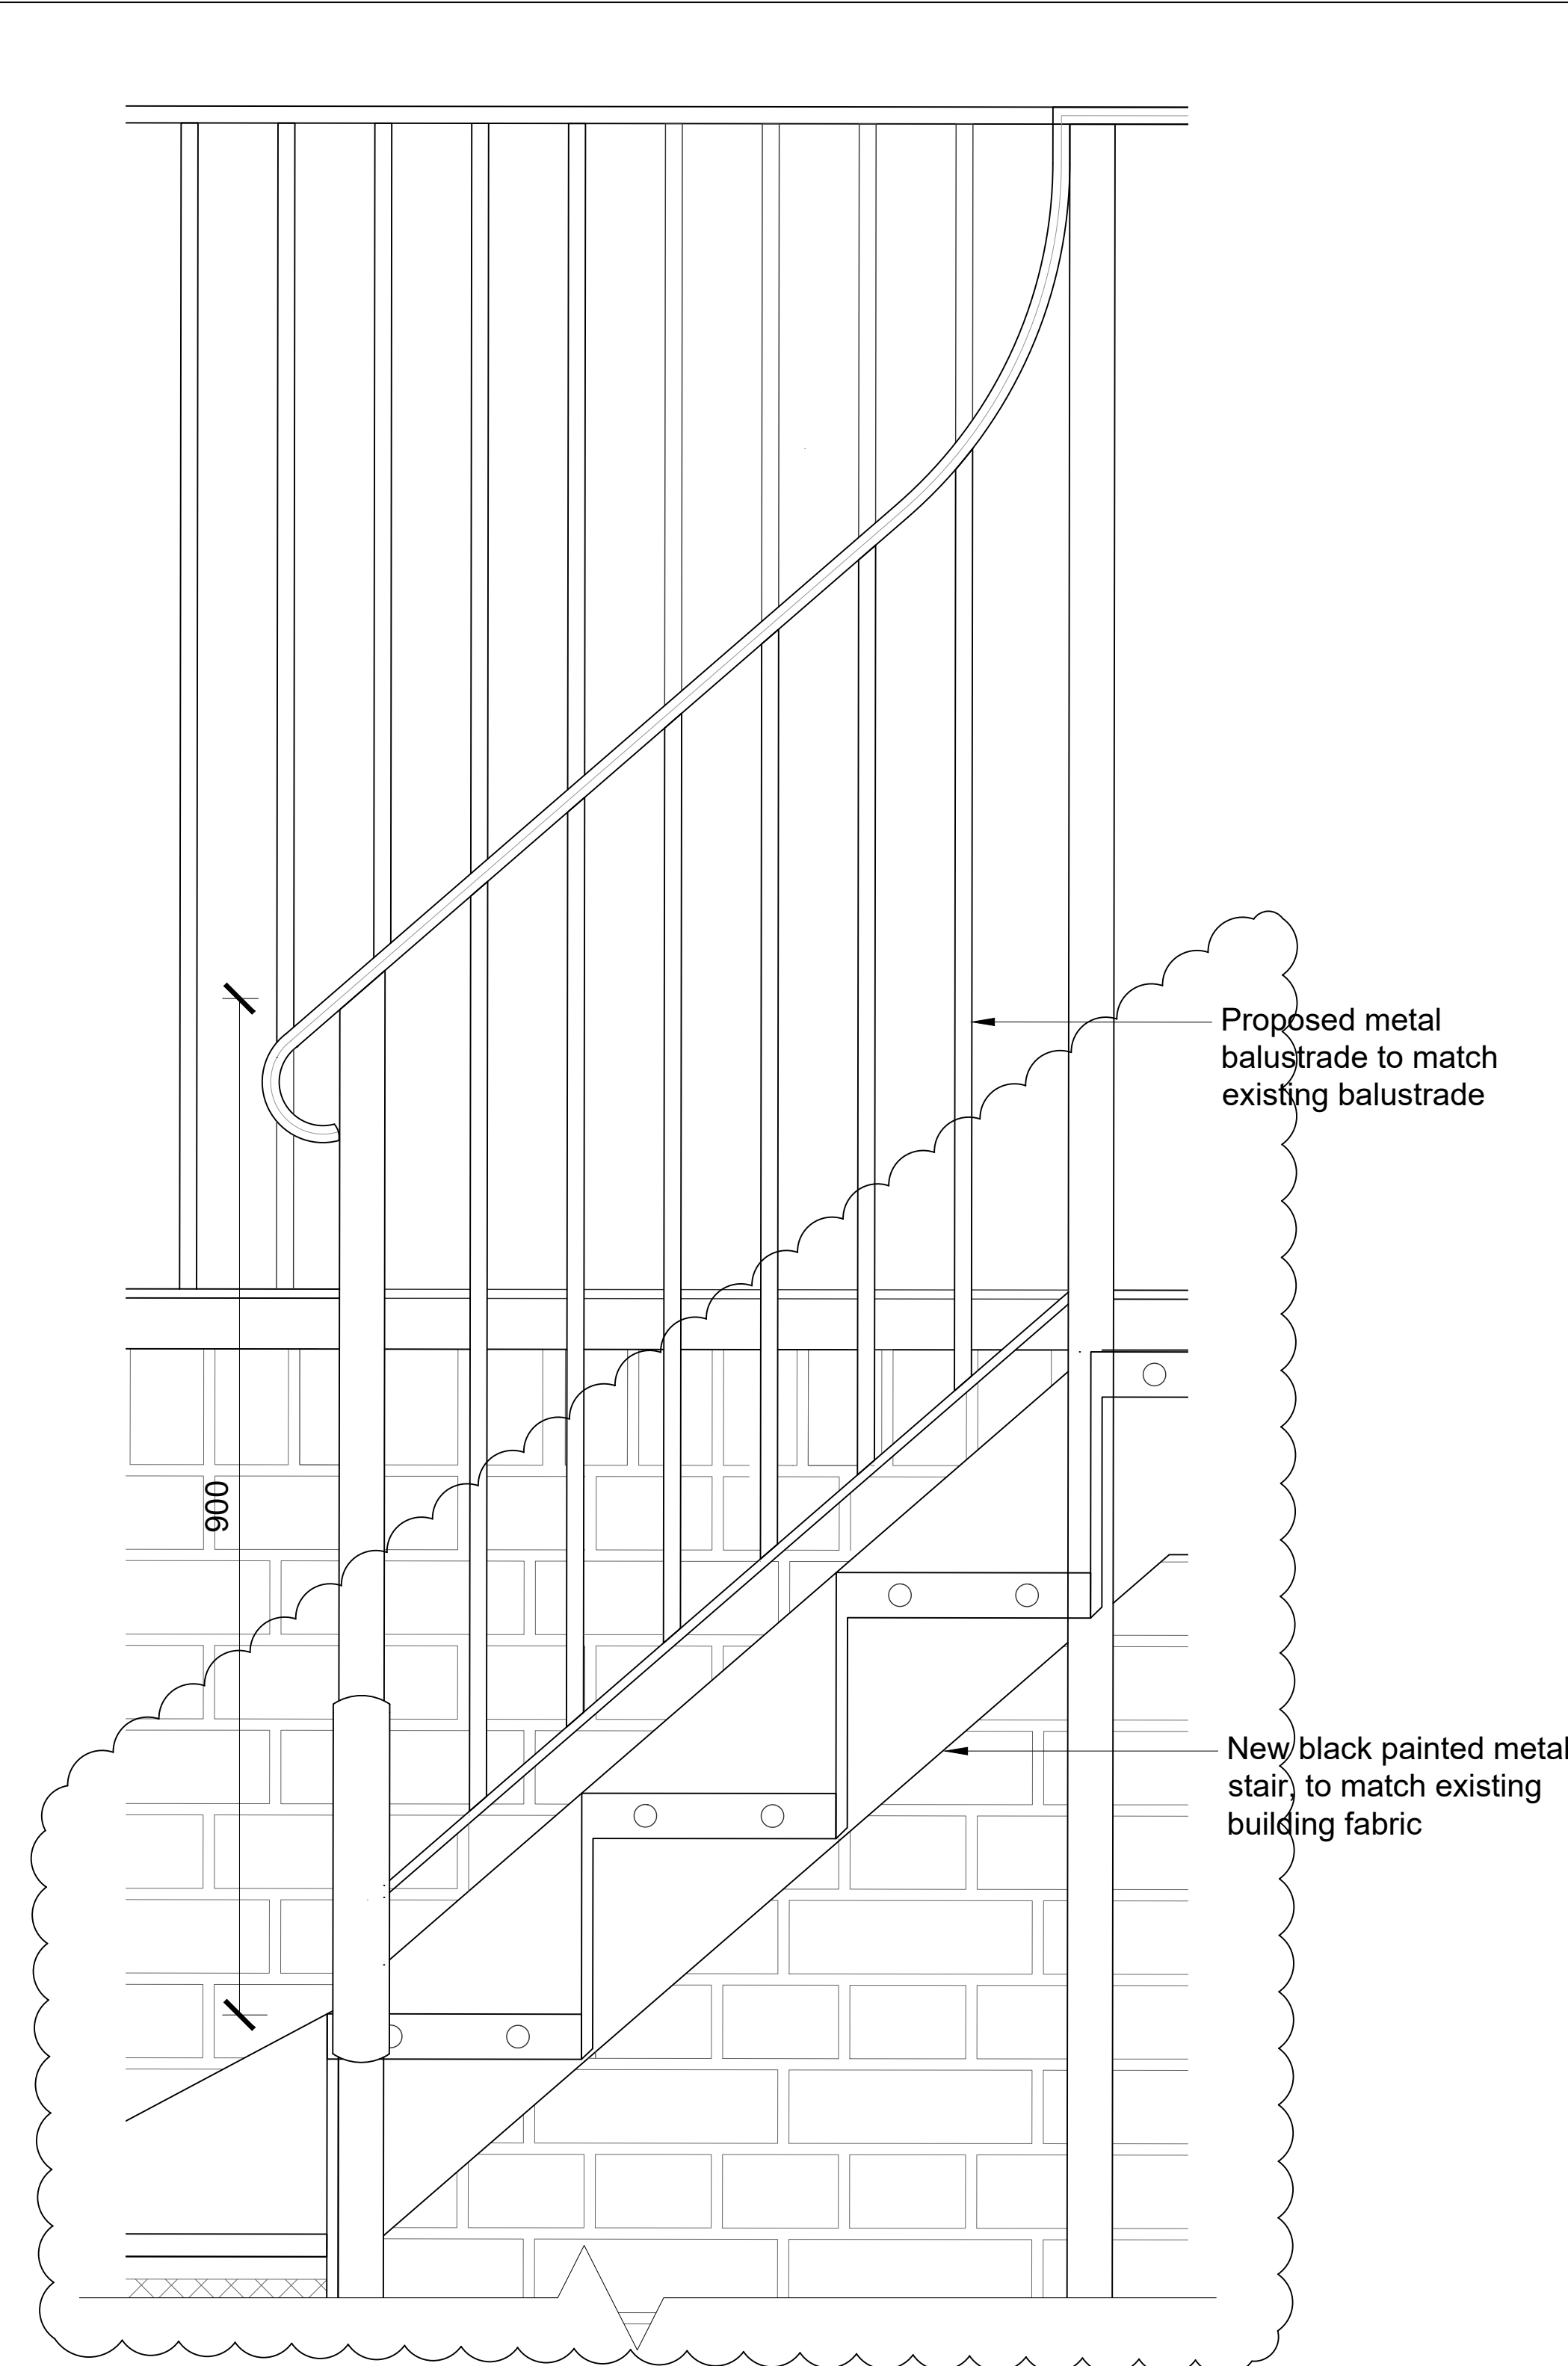 Proposed metal
balustrade to match
existing balustrade
900
New black painted metal
stair, to match existing
building fabric